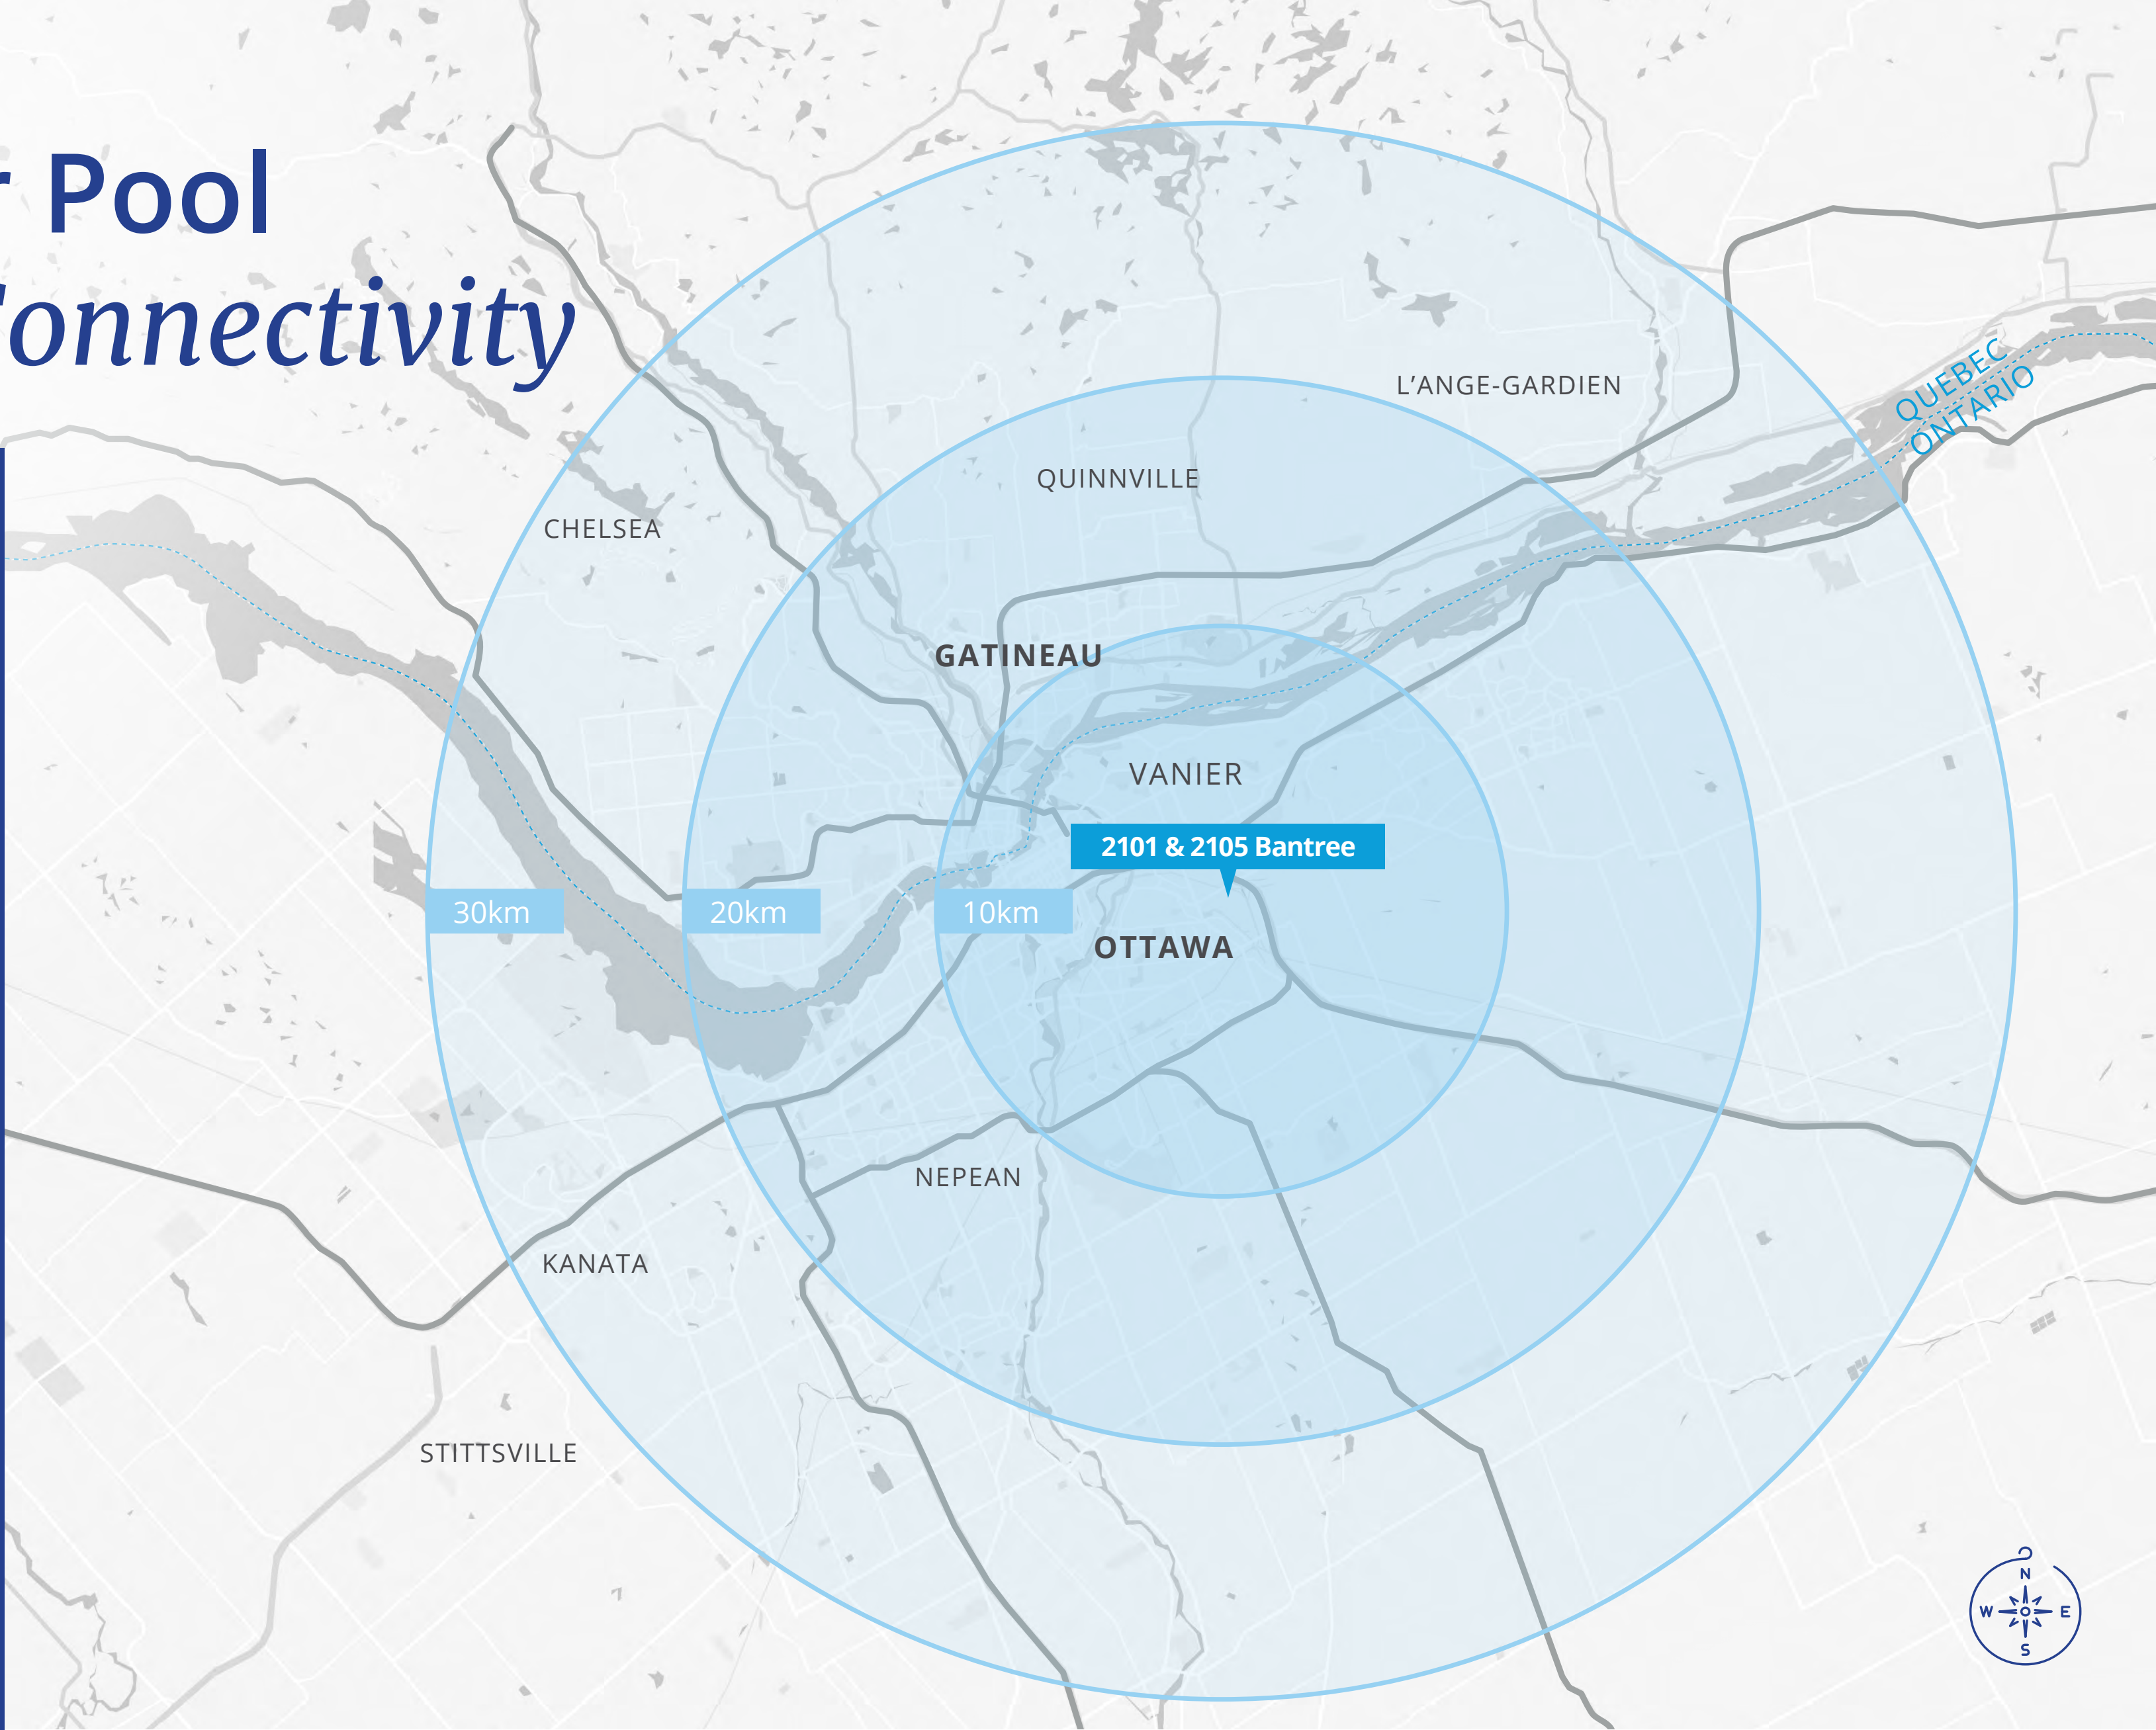 r Pool
Connectivity
L'ANGE-GARDIEN
QUEBEC
ONTARIO
QUINNVILLE
CHELSEA
GATINEAU
VANIER
2101 & 2105 Bantree
30km
20km
10km
OTTAWA
NEPEAN
KANATA
STITTSVILLE
N
W
E
S